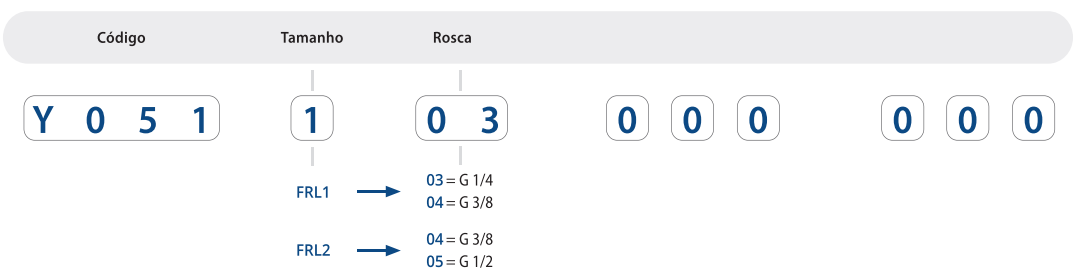 Código Tamanho Rosca
Y 0 5 1 1 0 3 0 0 0 0 0 0
FRL1 03 = G 1/4
04 = G 3/8
FRL2 04 = G 3/8
05 = G 1/2